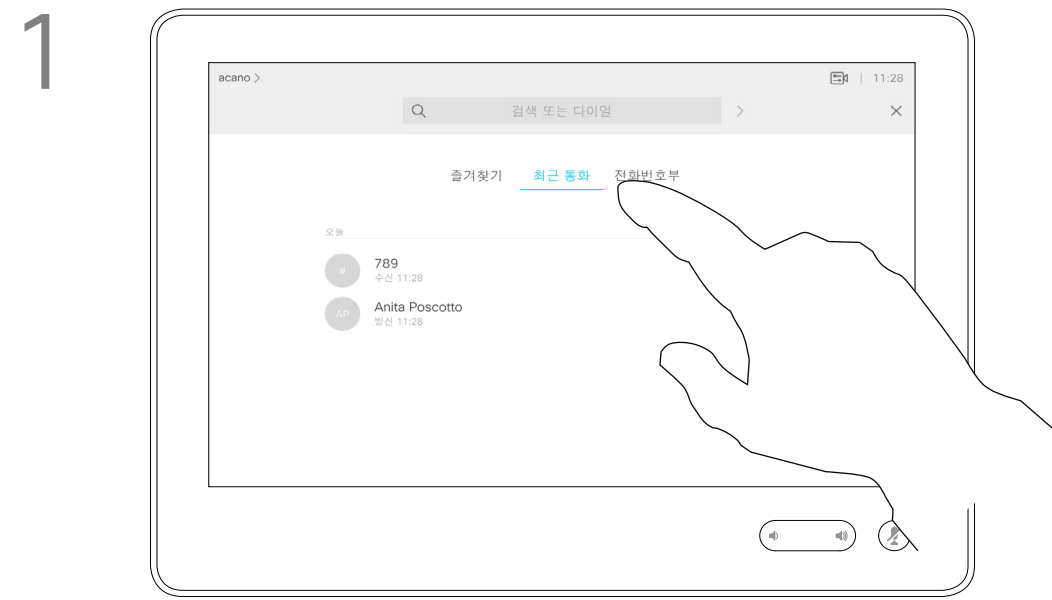 1
acano >
11:28
검색 또는 다이얼
즐겨찾기 최근 통화 전화번호부
오늘
#
789
수신 11:28
AP
Anita Poscotto
발신 11:28